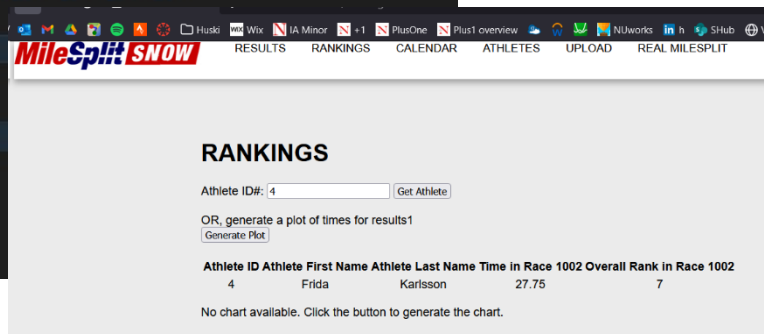 Huski WIX Wix N IA Minor N +1 N PlusOne N Plus1 overview NUworks in h SHub
MileSplit SNOW RESULTS RANKINGS CALENDAR ATHLETES UPLOAD REAL MILESPLIT
RANKINGS
Athlete ID#: 4 Get Athlete
OR, generate a plot of times for results1
Generate Plot
Athlete ID Athlete First Name Athlete Last Name Time in Race 1002 Overall Rank in Race 1002
4 Frida Karlsson 27.75 7
No chart available. Click the button to generate the chart.